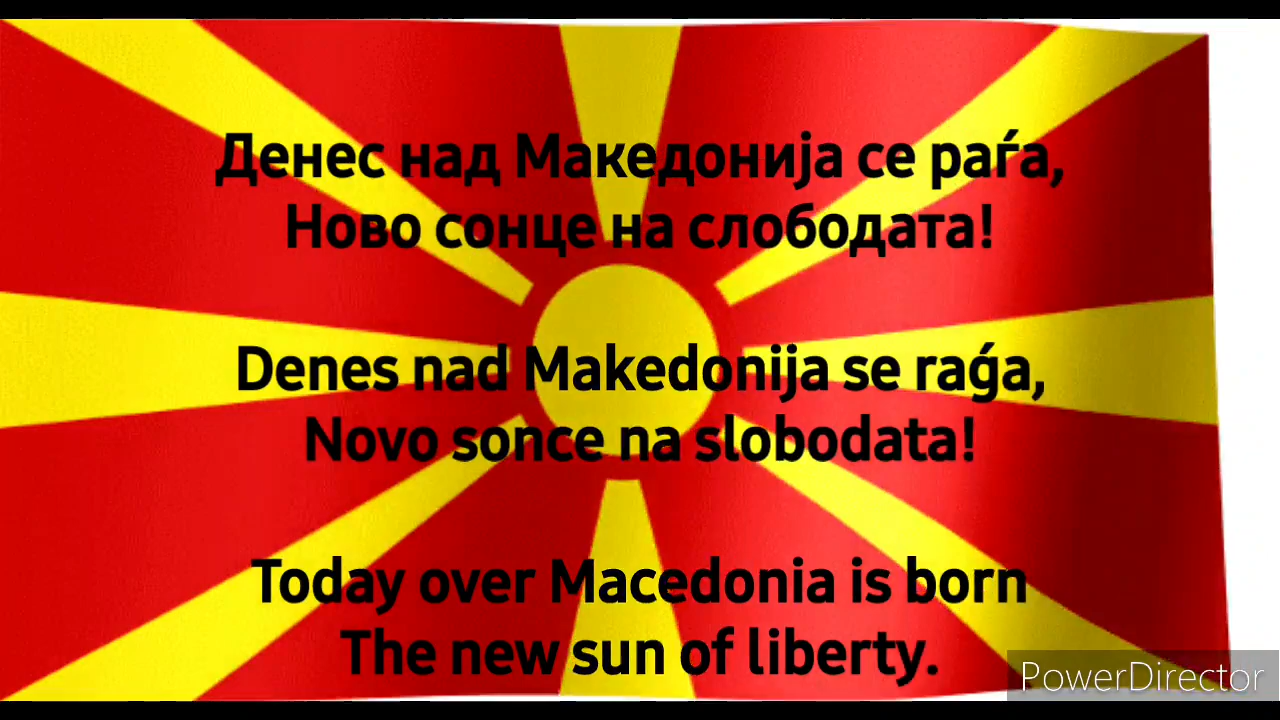 Денес над Македонија се раѓа,
Ново сонце на слободата!
Denes nad Makedonija se raǵa,
Novo sonce na slobodata!
Today over Macedonia is born
The new sun of liberty.
PowerDirector